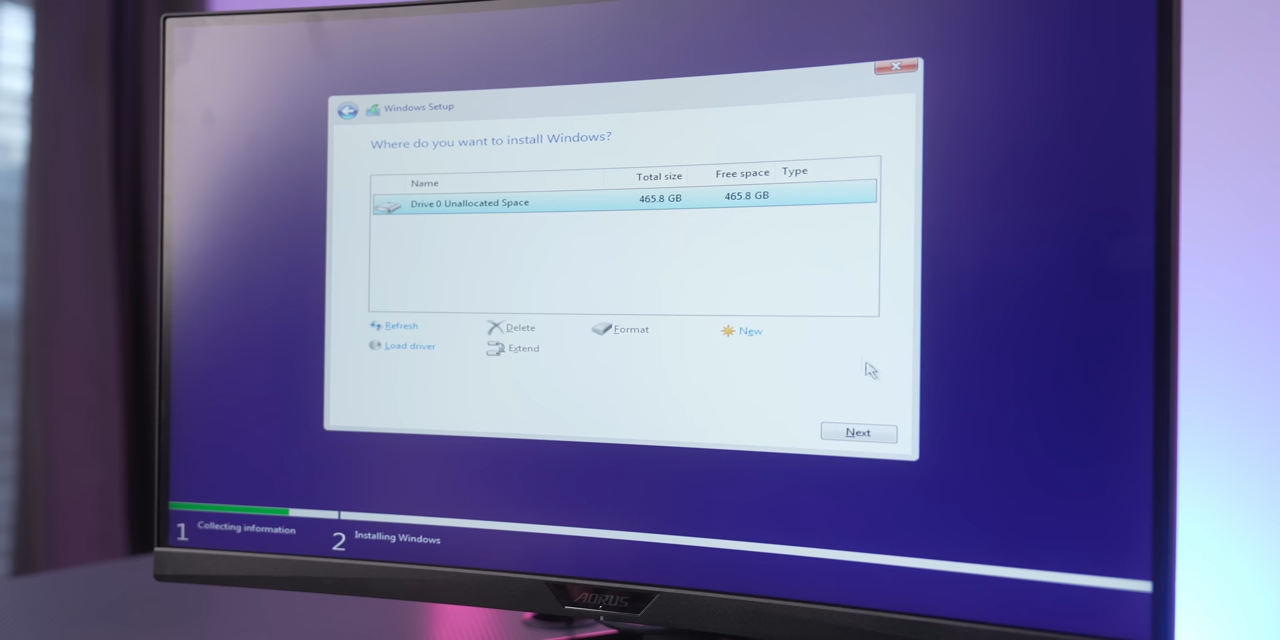 Windows Setup
Where do you want to install Windows?
Name Total size Free space Type
Drive 0 Unallocated Space 465.8 GB 465.8 GB
Refresh Delete Format New
Load driver Extend
Next
1 Collecting information 2 Installing Windows
AORUS